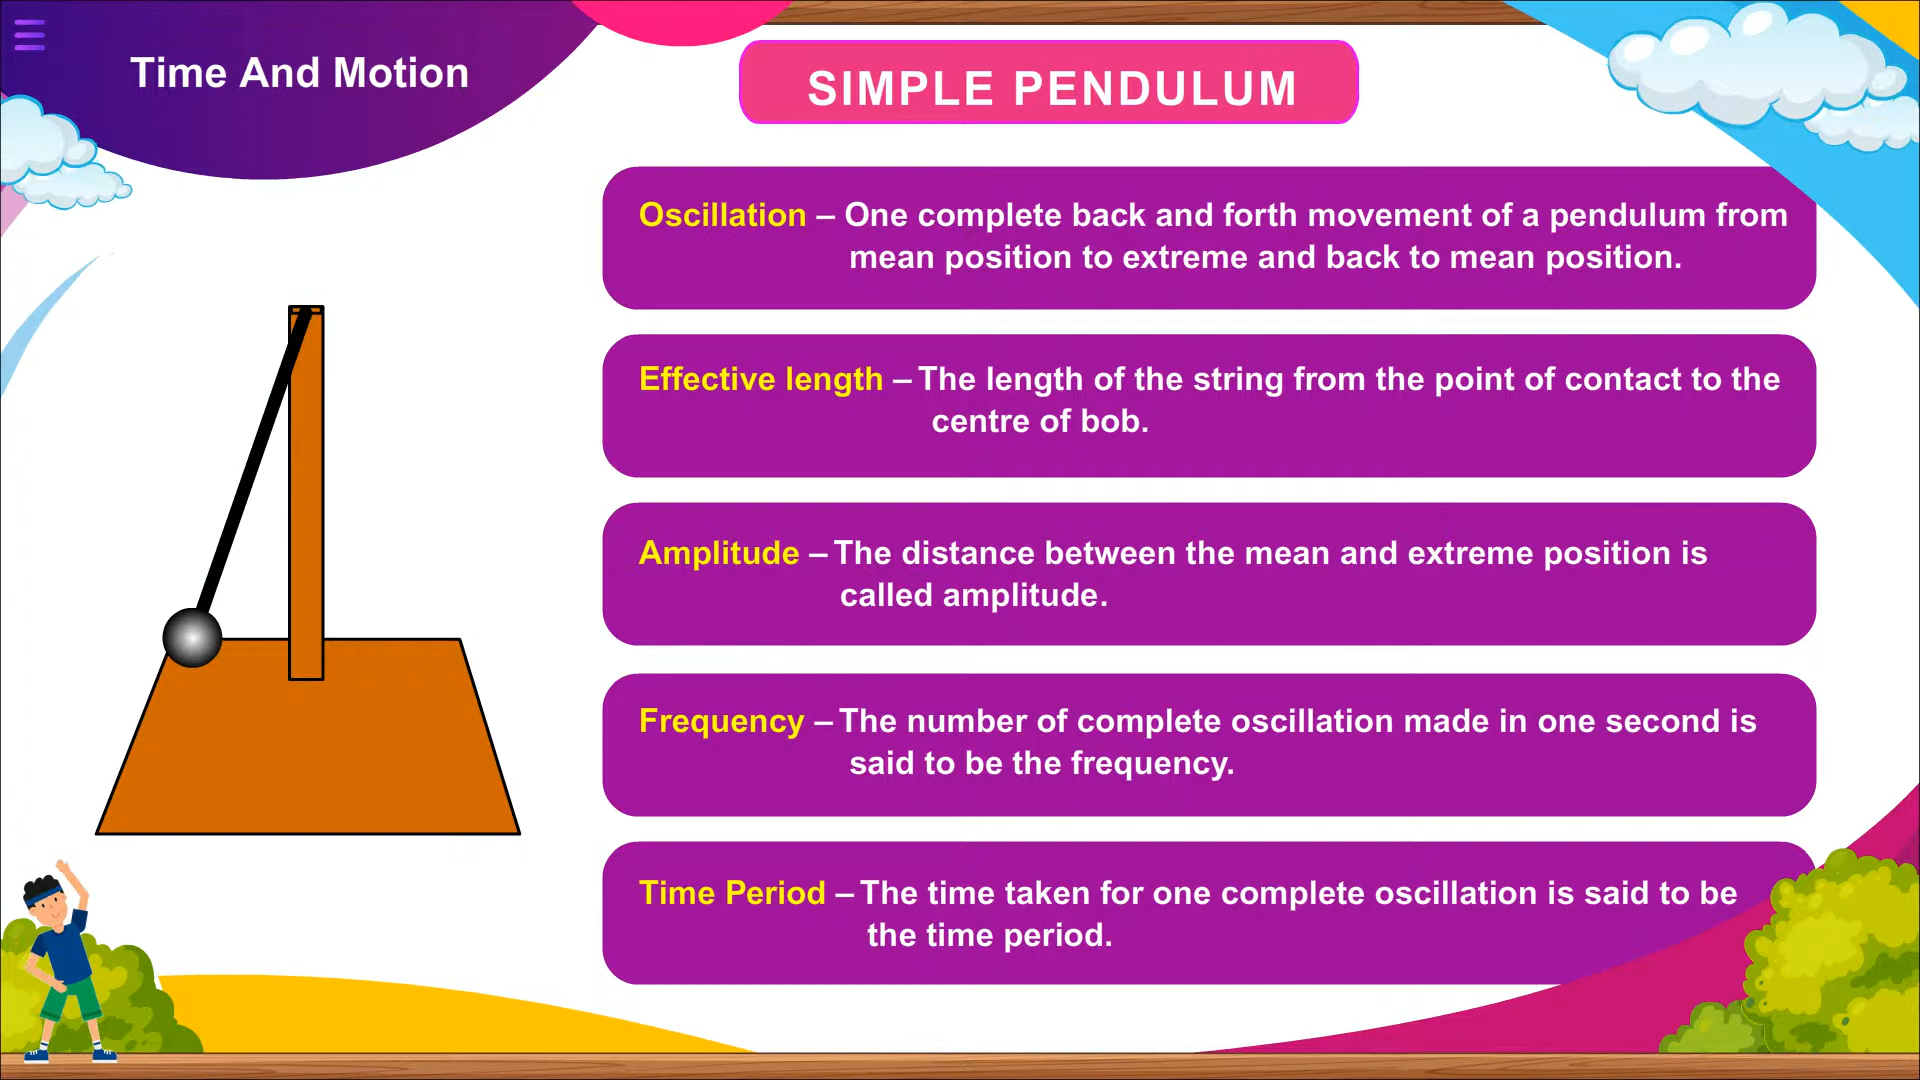 Time And Motion
SIMPLE PENDULUM
Oscillation – One complete back and forth movement of a pendulum from
mean position to extreme and back to mean position.
Effective length – The length of the string from the point of contact to the
centre of bob.
Amplitude – The distance between the mean and extreme position is
called amplitude.
Frequency – The number of complete oscillation made in one second is
said to be the frequency.
Time Period – The time taken for one complete oscillation is said to be
the time period.